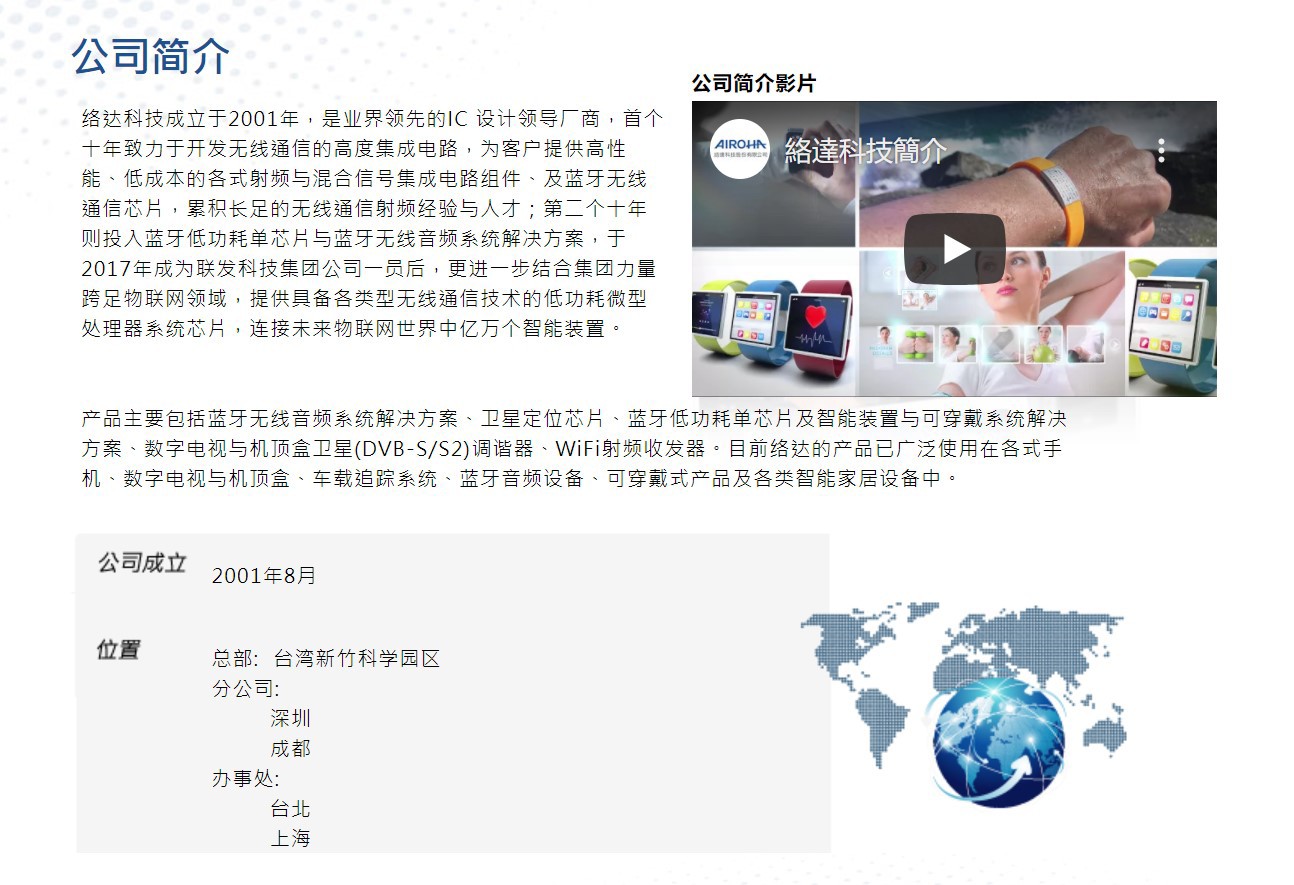 公司简介
络达科技成立于2001年，是业界领先的IC 设计领导厂商，首个
十年致力于开发无线通信的高度集成电路，为客户提供高性
能、低成本的各式射频与混合信号集成电路组件、及蓝牙无线
通信芯片，累积长足的无线通信射频经验与人才；第二个十年
则投入蓝牙低功耗单芯片与蓝牙无线音频系统解决方案，于
2017年成为联发科技集团公司一员后，更进一步结合集团力量
跨足物联网领域，提供具备各类型无线通信技术的低功耗微型
处理器系统芯片，连接未来物联网世界中亿万个智能装置。
公司简介影片
AIROHA
絡達科技股份有限公司
絡達科技簡介
产品主要包括蓝牙无线音频系统解决方案、卫星定位芯片、蓝牙低功耗单芯片及智能装置与可穿戴系统解决
方案、数字电视与机顶盒卫星(DVB-S/S2)调谐器、WiFi射频收发器。目前络达的产品已广泛使用在各式手
机、数字电视与机顶盒、车载追踪系统、蓝牙音频设备、可穿戴式产品及各类智能家居设备中。
公司成立
2001年8月
位置
总部: 台湾新竹科学园区
分公司:
深圳
成都
办事处:
台北
上海